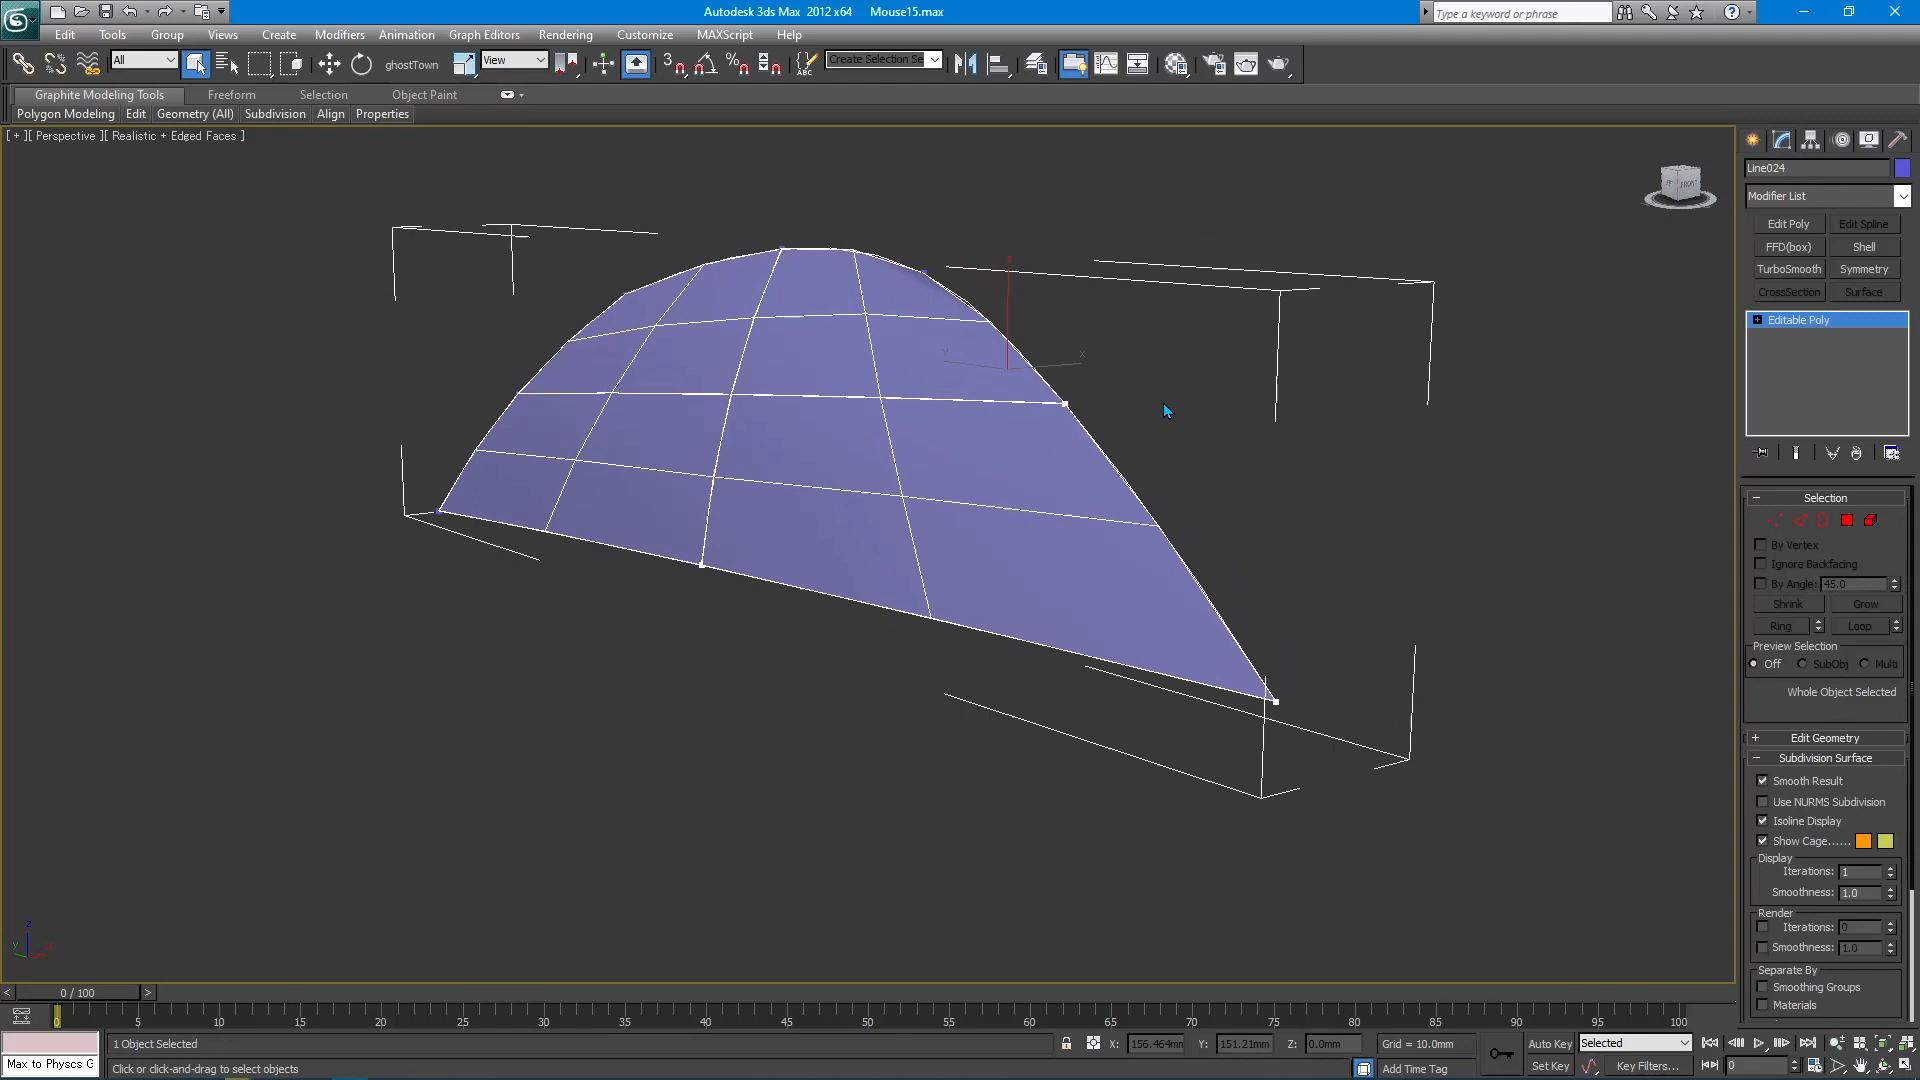 Autodesk 3ds Max 2012 x64 Mouse15.max
Type a keyword or phrase
Edit Tools Group Views Create Modifiers Animation Graph Editors Rendering Customize MAXScript Help
All ghostTown View Create Selection Se
Graphite Modeling Tools Freeform Selection Object Paint
Polygon Modeling Edit Geometry (All) Subdivision Align Properties
[ + ][ Perspective ][ Realistic + Edged Faces ]
FRONT
x
z
y
Line024
Modifier List
Edit Poly Edit Spline
FFD(box) Shell
TurboSmooth Symmetry
CrossSection Surface
Editable Poly
Selection
By Vertex
Ignore Backfacing
By Angle: 45.0
Shrink Grow
Ring Loop
Preview Selection
Off SubObj Multi
Whole Object Selected
Edit Geometry
Subdivision Surface
Smooth Result
Use NURMS Subdivision
Isoline Display
Show Cage......
Display
Iterations: 1
Smoothness: 1.0
Render
Iterations: 0
Smoothness: 1.0
Separate By
Smoothing Groups
Materials
< 0 / 100 >
0 5 10 15 20 25 30 35 40 45 50 55 60 65 70 75 80 85 90 95 100
1 Object Selected X: 156.464mm Y: 151.21mm Z: 0.0mm Grid = 10.0mm Auto Key Selected
Max to Physcs G Click or click-and-drag to select objects Add Time Tag Set Key Key Filters... 0